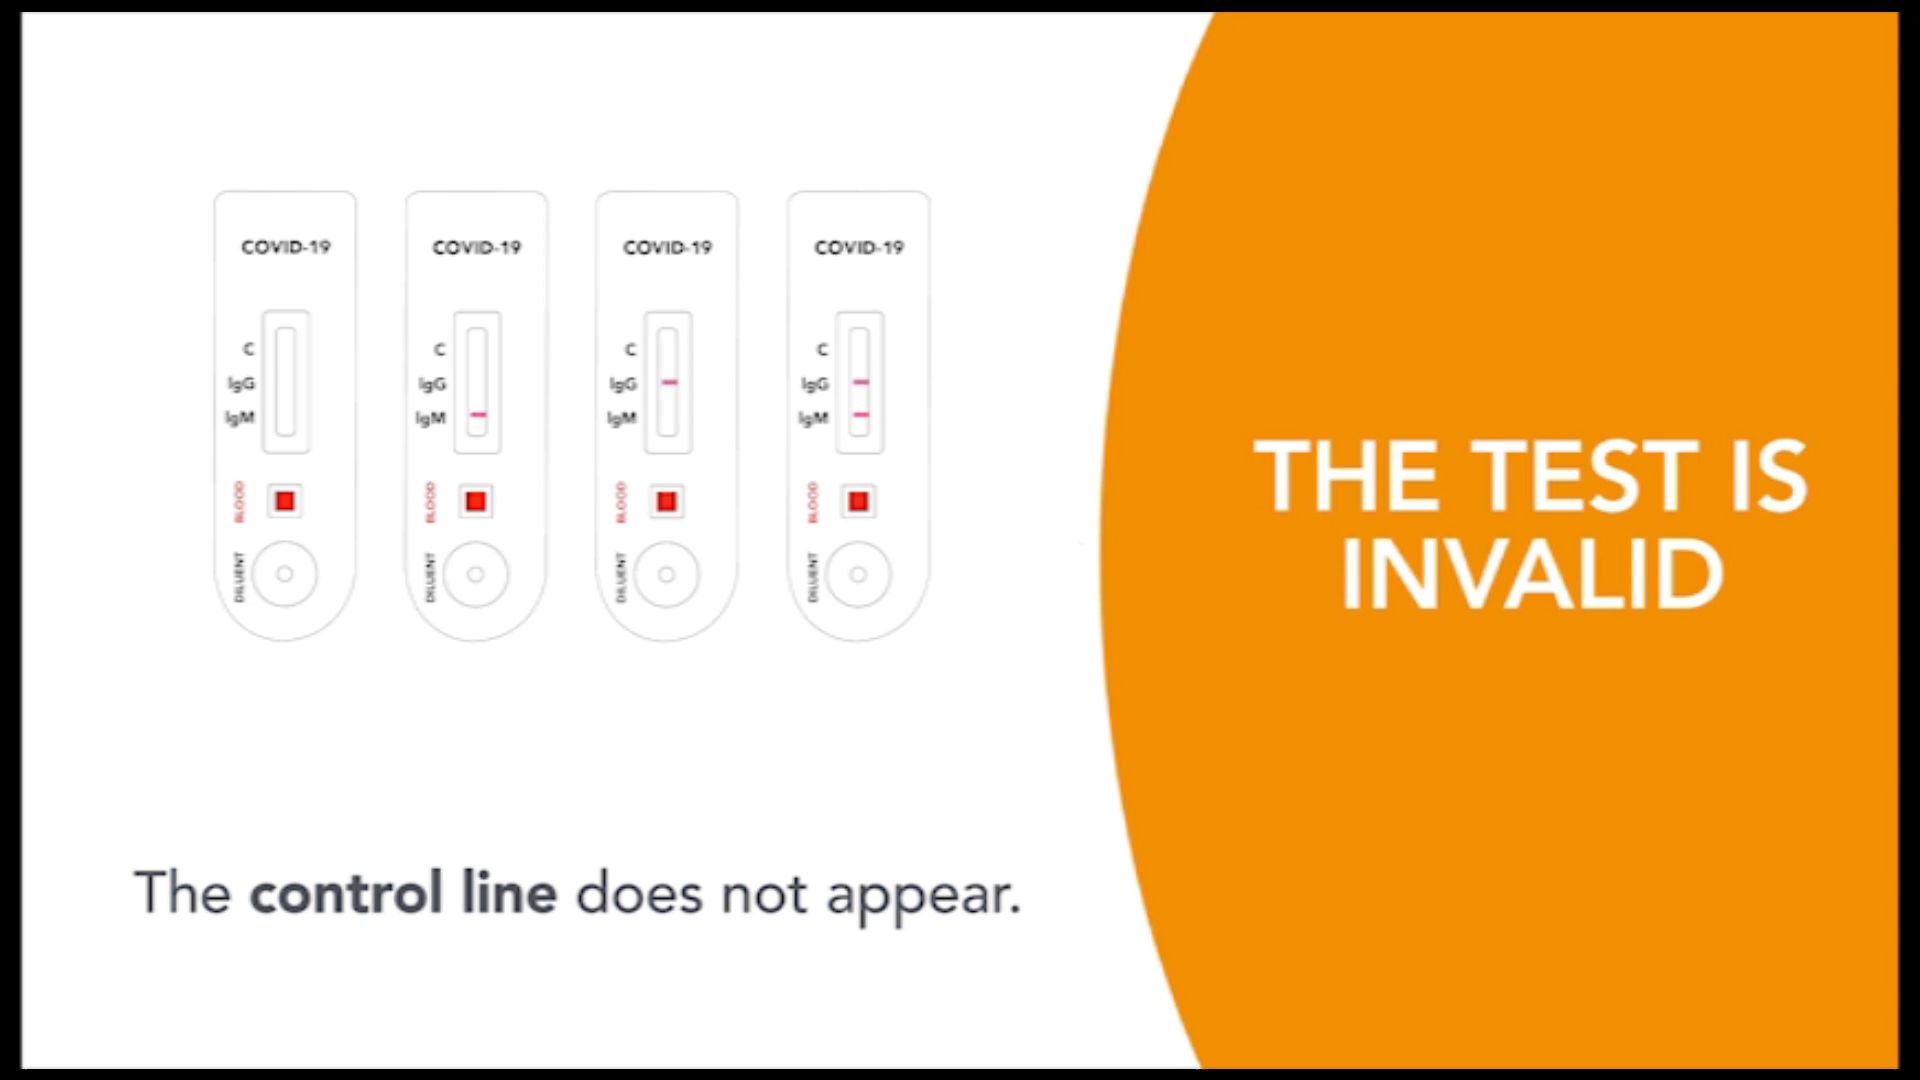 COVID-19 COVID-19 COVID-19 COVID-19
C C C C
IgG IgG IgG IgG
IgM IgM IgM IgM
BLOOD BLOOD BLOOD BLOOD
DILUENT DILUENT DILUENT DILUENT
THE TEST IS
INVALID
The control line does not appear.